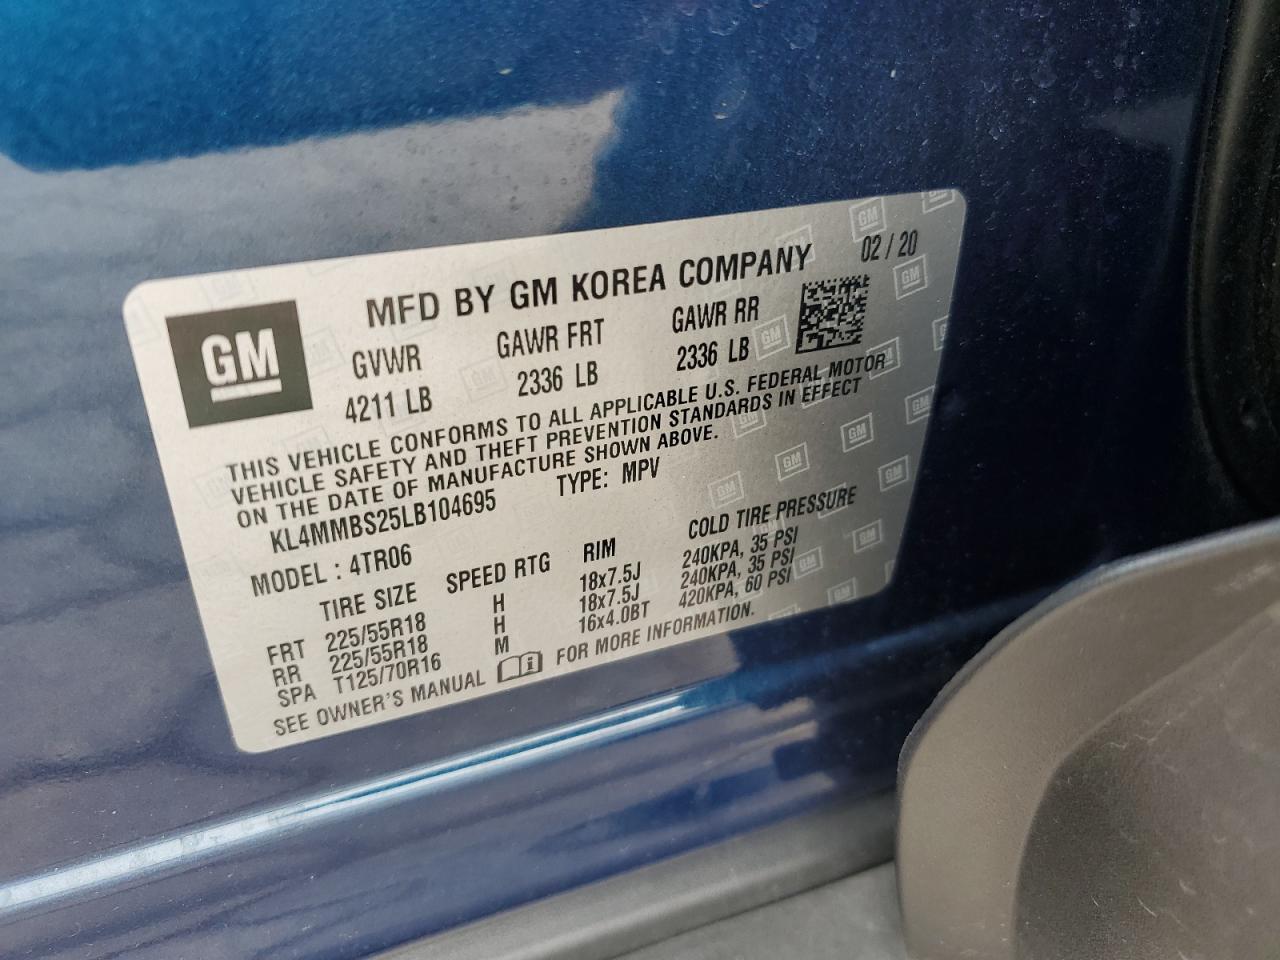 GM
MFD BY GM KOREA COMPANY 02 / 20
GVWR GAWR FRT GAWR RR
4211 LB 2336 LB 2336 LB
THIS VEHICLE CONFORMS TO ALL APPLICABLE U.S. FEDERAL MOTOR
VEHICLE SAFETY AND THEFT PREVENTION STANDARDS IN EFFECT
ON THE DATE OF MANUFACTURE SHOWN ABOVE.
KL4MMBS25LB104695 TYPE: MPV
MODEL : 4TR06
TIRE SIZE SPEED RTG RIM COLD TIRE PRESSURE
FRT 225/55R18 H 18x7.5J 240KPA, 35 PSI
RR 225/55R18 H 18x7.5J 240KPA, 35 PSI
SPA T125/70R16 M 16x4.0BT 420KPA, 60 PSI
SEE OWNER'S MANUAL FOR MORE INFORMATION.